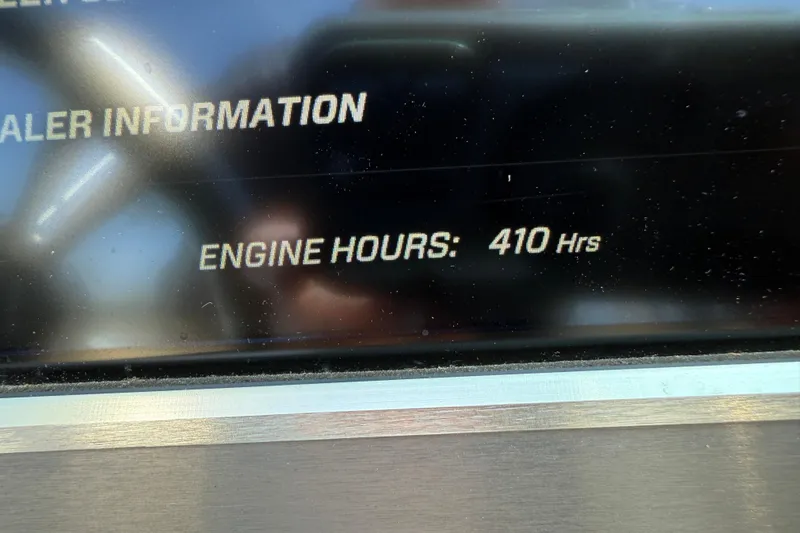 ALER INFORMATION
ENGINE HOURS: 410 Hrs